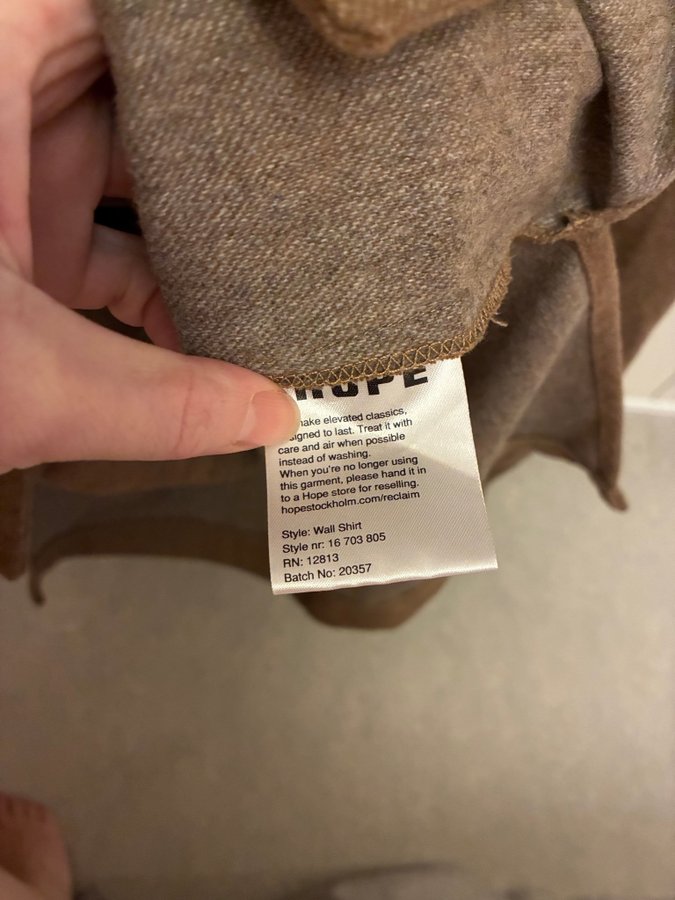 HOPE
make elevated classics,
signed to last. Treat it with
care and air when possible
instead of washing.
When you're no longer using
this garment, please hand it in
to a Hope store for reselling.
hopestockholm.com/reclaim
Style: Wall Shirt
Style nr: 16 703 805
RN: 12813
Batch No: 20357